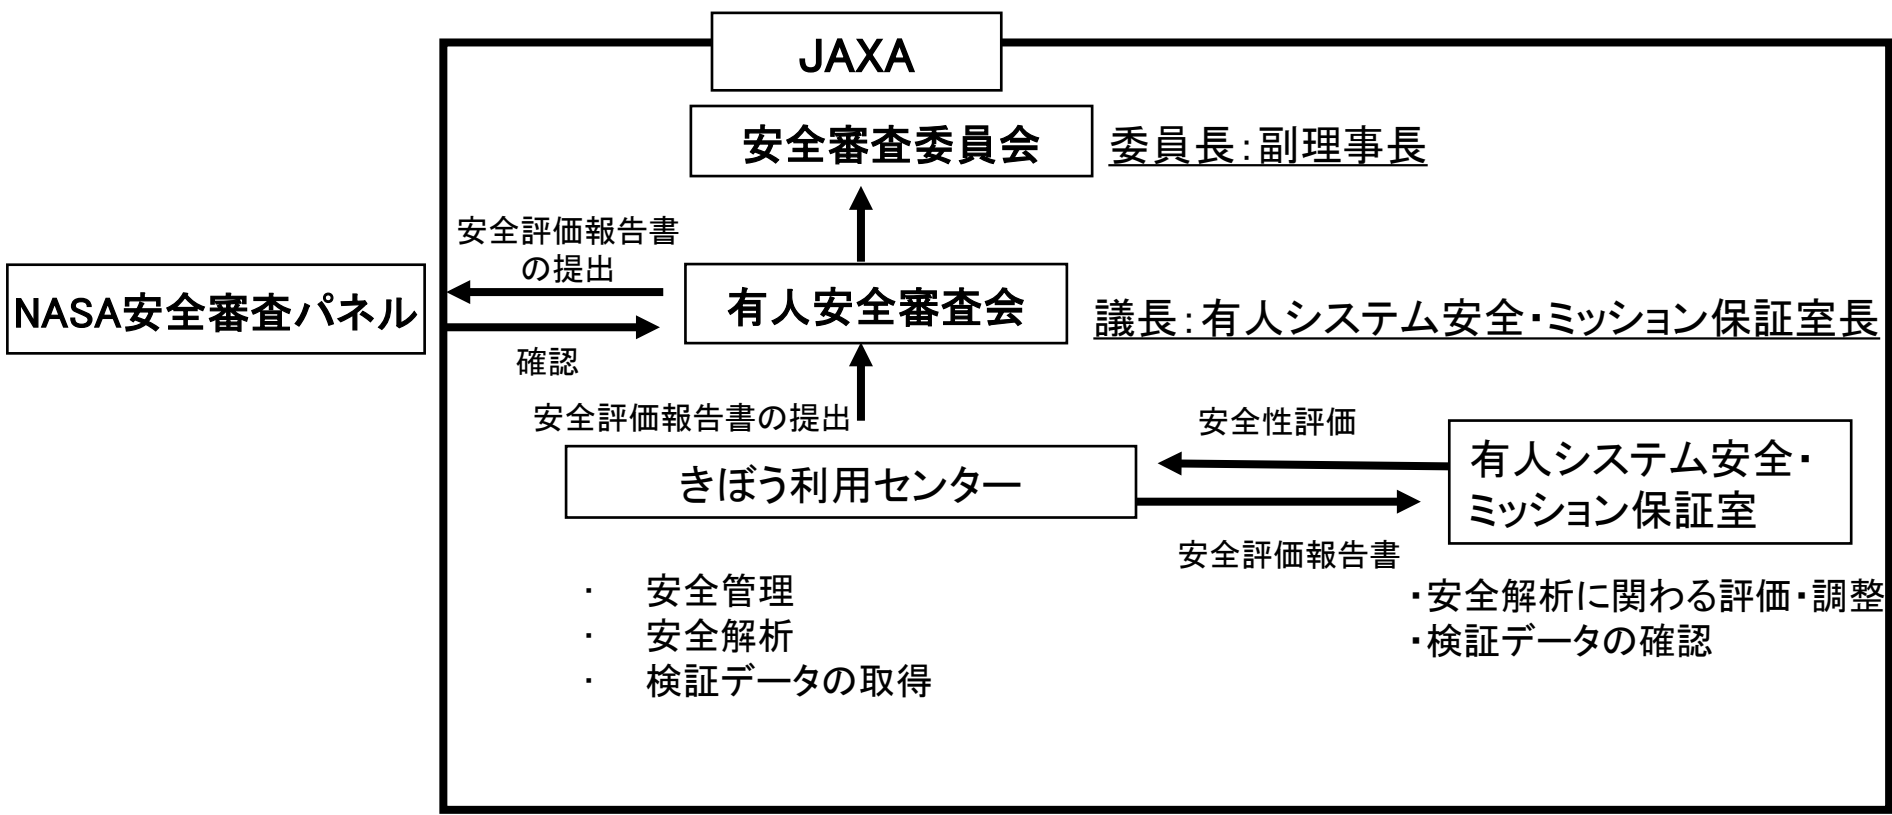 JAXA
安全審査委員会
委員長：副理事長
安全評価報告書
の提出
NASA安全審査パネル
有人安全審査会
議長：有人システム安全・ミッション保証室長
確認
安全評価報告書の提出
安全性評価
きぼう利用センター
有人システム安全・
ミッション保証室
安全評価報告書
・ 安全管理
・ 安全解析
・ 検証データの取得
・安全解析に関わる評価・調整
・検証データの確認